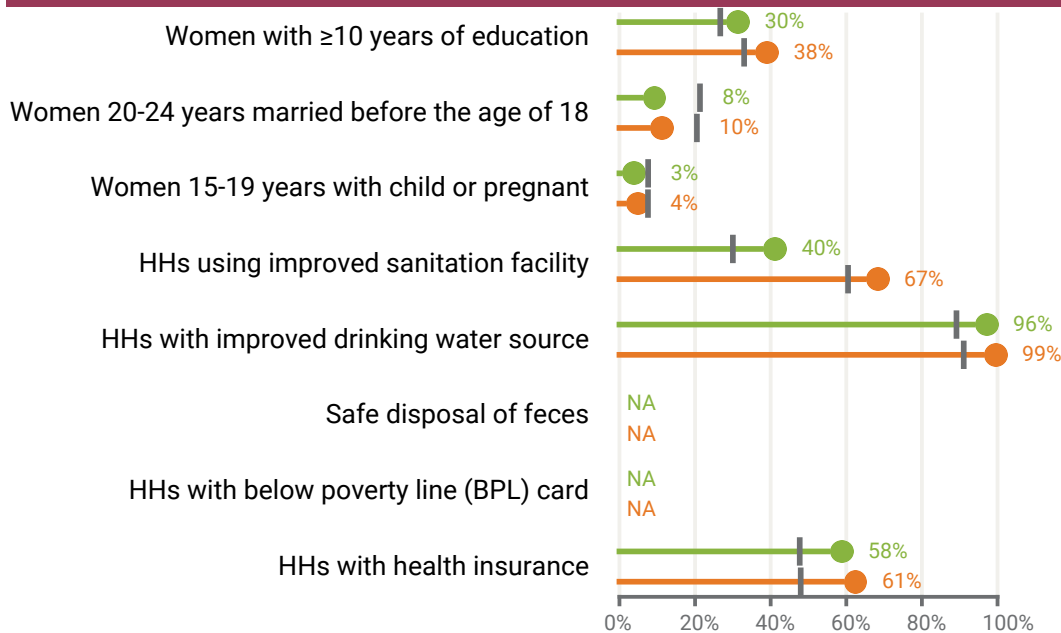 Women with ≥10 years of education
30%
38%
Women 20-24 years married before the age of 18
8%
10%
Women 15-19 years with child or pregnant
3%
4%
HHs using improved sanitation facility
40%
67%
HHs with improved drinking water source
96%
99%
Safe disposal of feces
NA
NA
HHs with below poverty line (BPL) card
NA
NA
HHs with health insurance
58%
61%
0% 20% 40% 60% 80% 100%